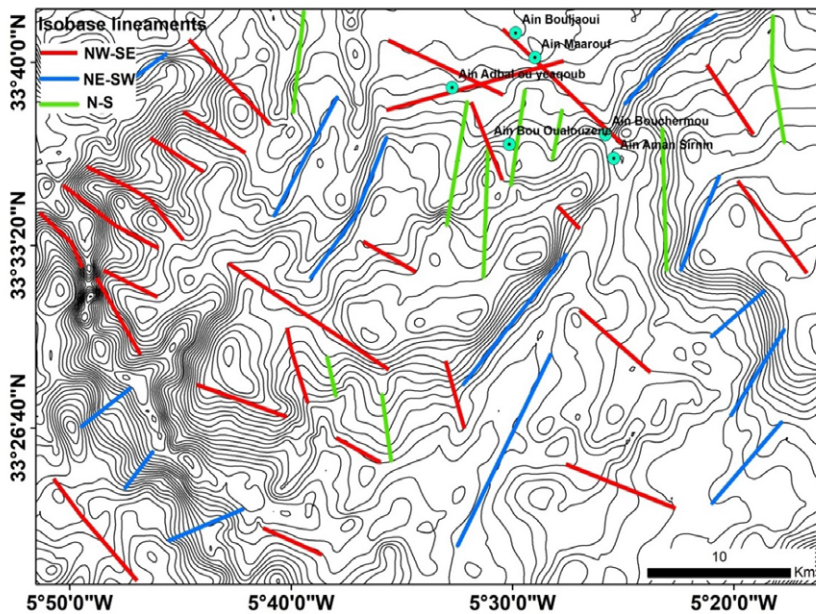 Isobase lineaments
NW-SE
NE-SW
N-S
Ain Bouljaoui
Ain Maarouf
Ain Adbal ou yeaqoub
Ain Bouchermou
Ain Bou Oualouzene
Ain Aman Sirnin
33°40'0"N
33°33'20"N
33°26'40"N
10
Km
5°50'0"W
5°40'0"W
5°30'0"W
5°20'0"W